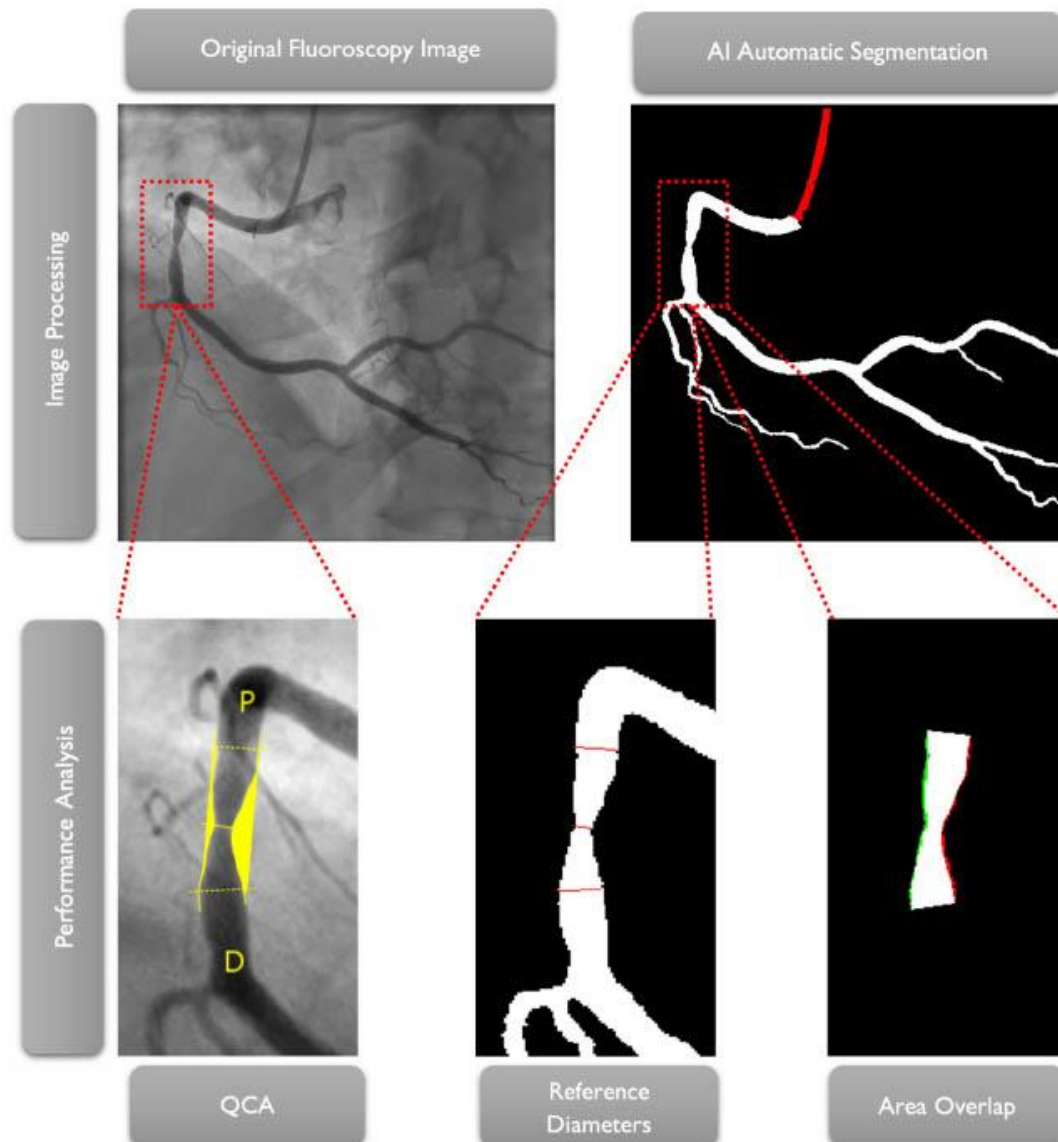 Original Fluoroscopy Image
AI Automatic Segmentation
Image Processing
Performance Analysis
P
D
QCA
Reference
Diameters
Area Overlap